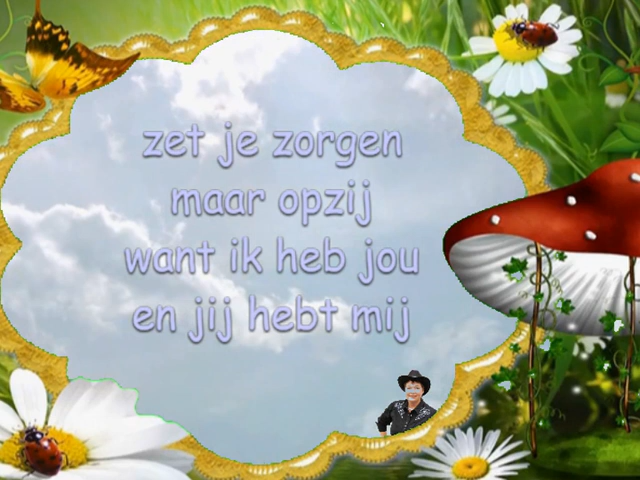 zet je zorgen
maar opzij
want ik heb jou
en jij hebt mij